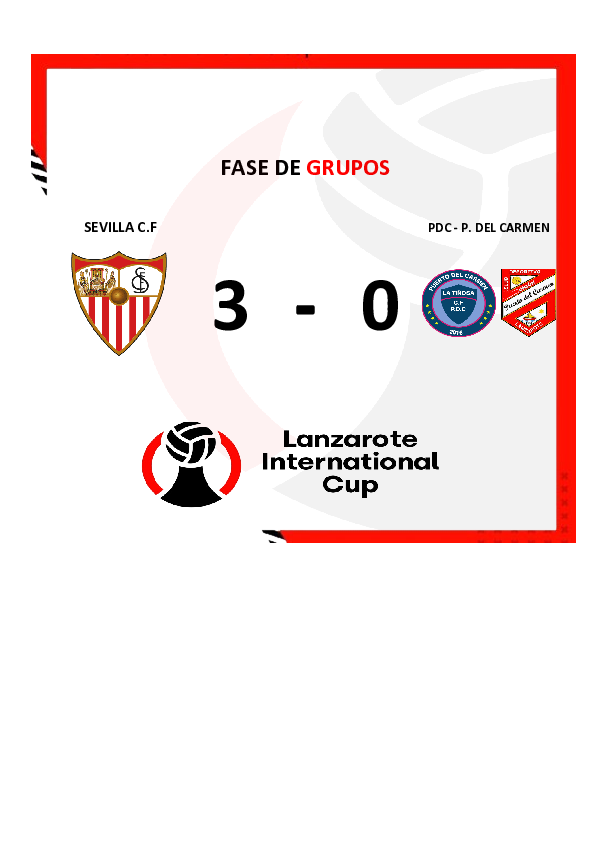 FASE DE GRUPOS
SEVILLA C.F
PDC - P. DEL CARMEN
3 - 0
PUERTO DEL CARMEN
LA TIÑOSA
C.F
P.D.C
2016
Lanzarote
International
Cup